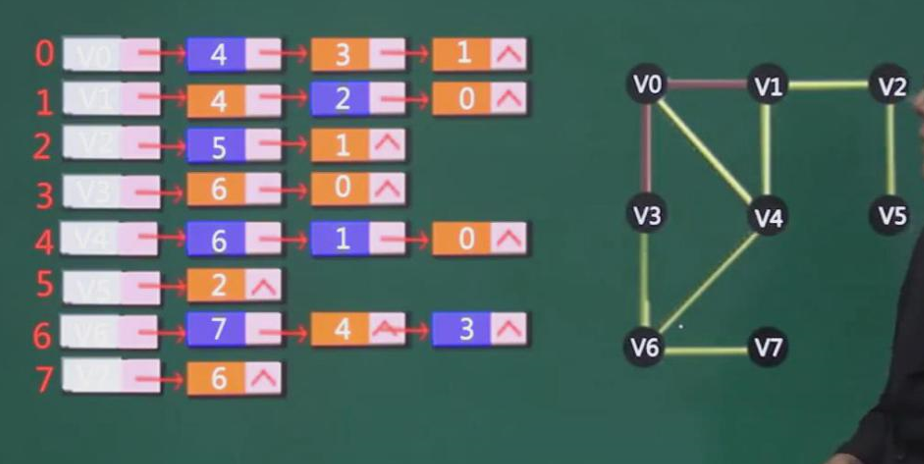 0 V0 4 3 1 ^
1 V1 4 2 0 ^
2 V2 5 1 ^
3 V3 6 0 ^
4 V4 6 1 0 ^
5 V5 2 ^
6 V6 7 4 ^ 3 ^
7 V7 6 ^
V0 V1 V2
V3 V4 V5
V6 V7